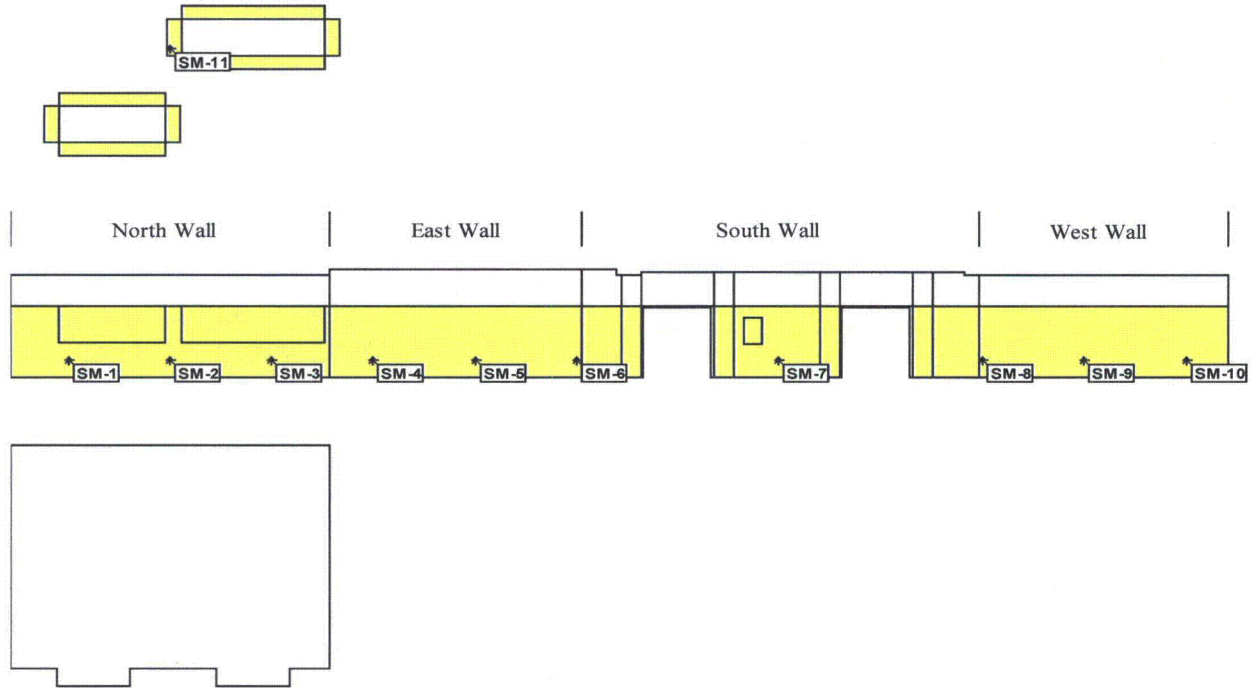 SM-11
North Wall
East Wall
South Wall
West Wall
SM-1
SM-2
SM-3
SM-4
SM-5
SM-6
SM-7
SM-8
SM-9
SM-10